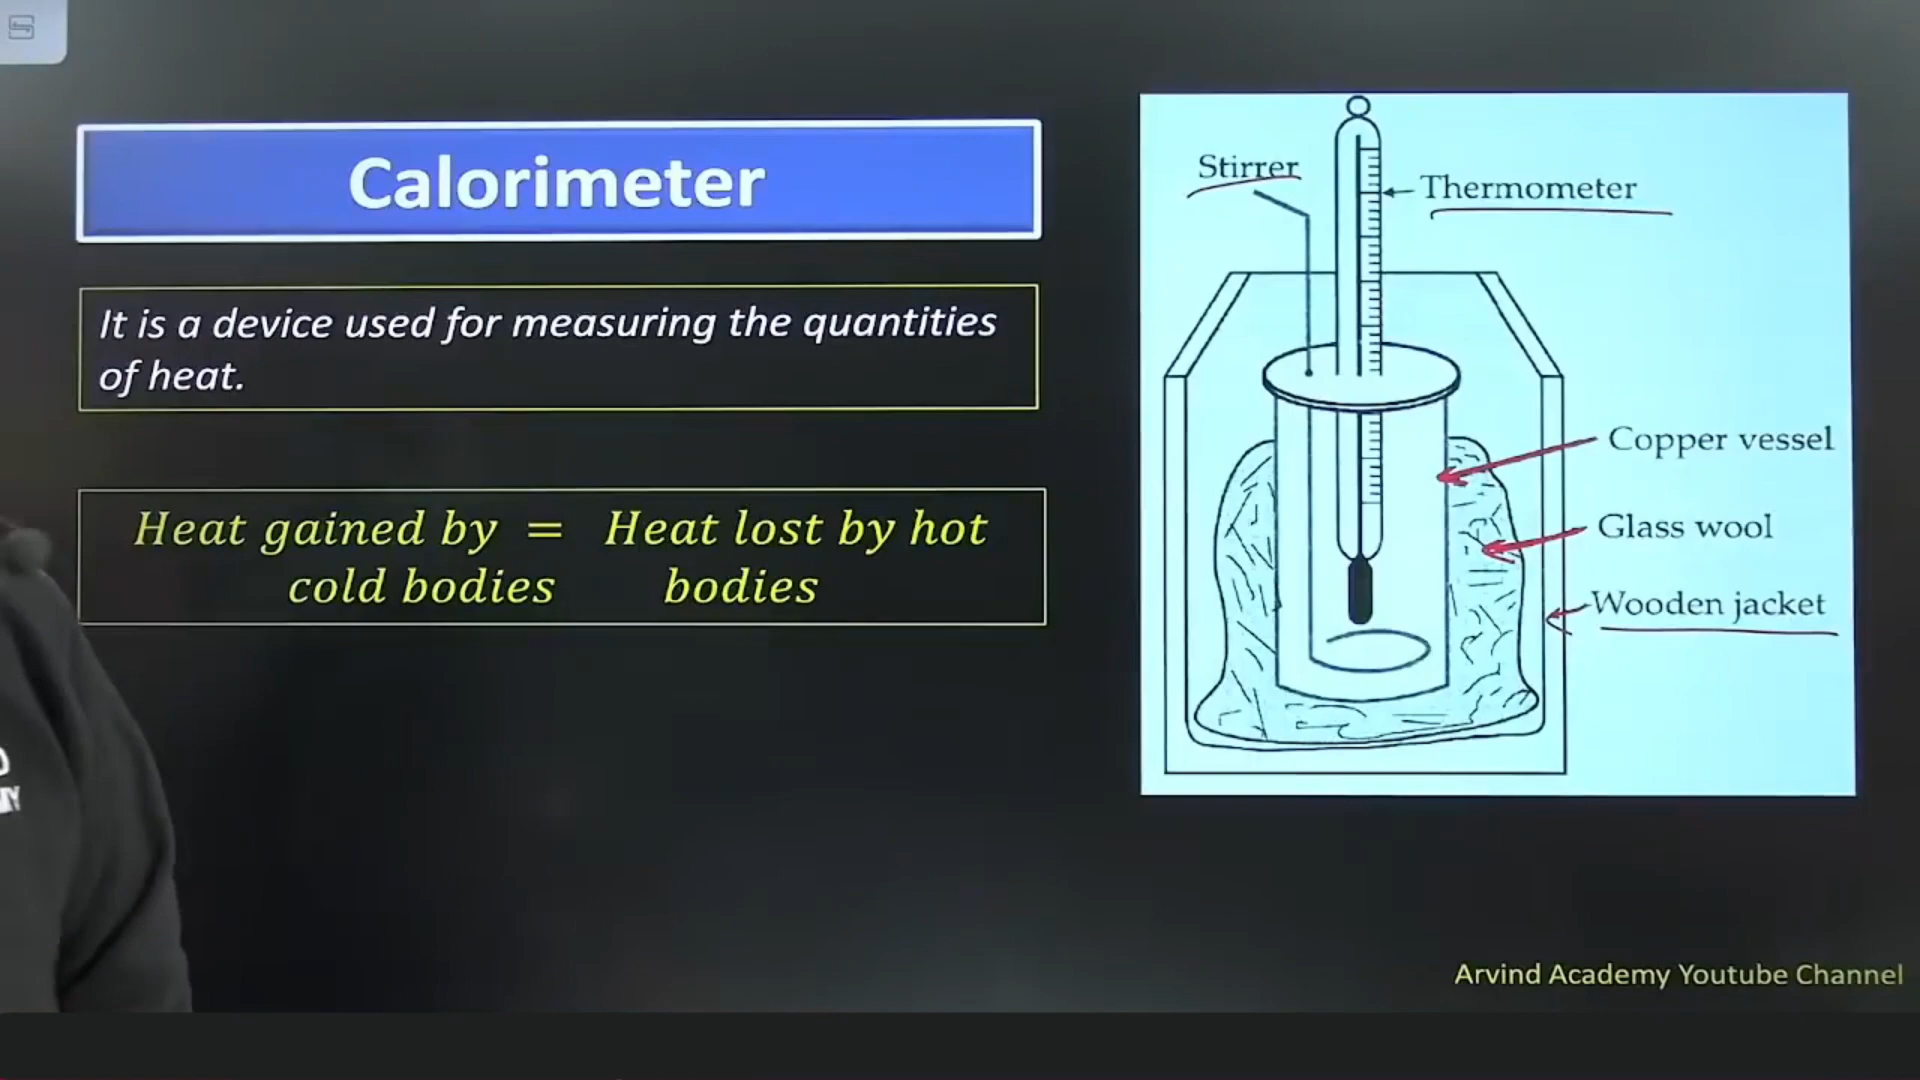 Calorimeter
It is a device used for measuring the quantities
of heat.
Heat gained by = Heat lost by hot
cold bodies bodies
Stirrer
Thermometer
Copper vessel
Glass wool
Wooden jacket
Arvind Academy Youtube Channel